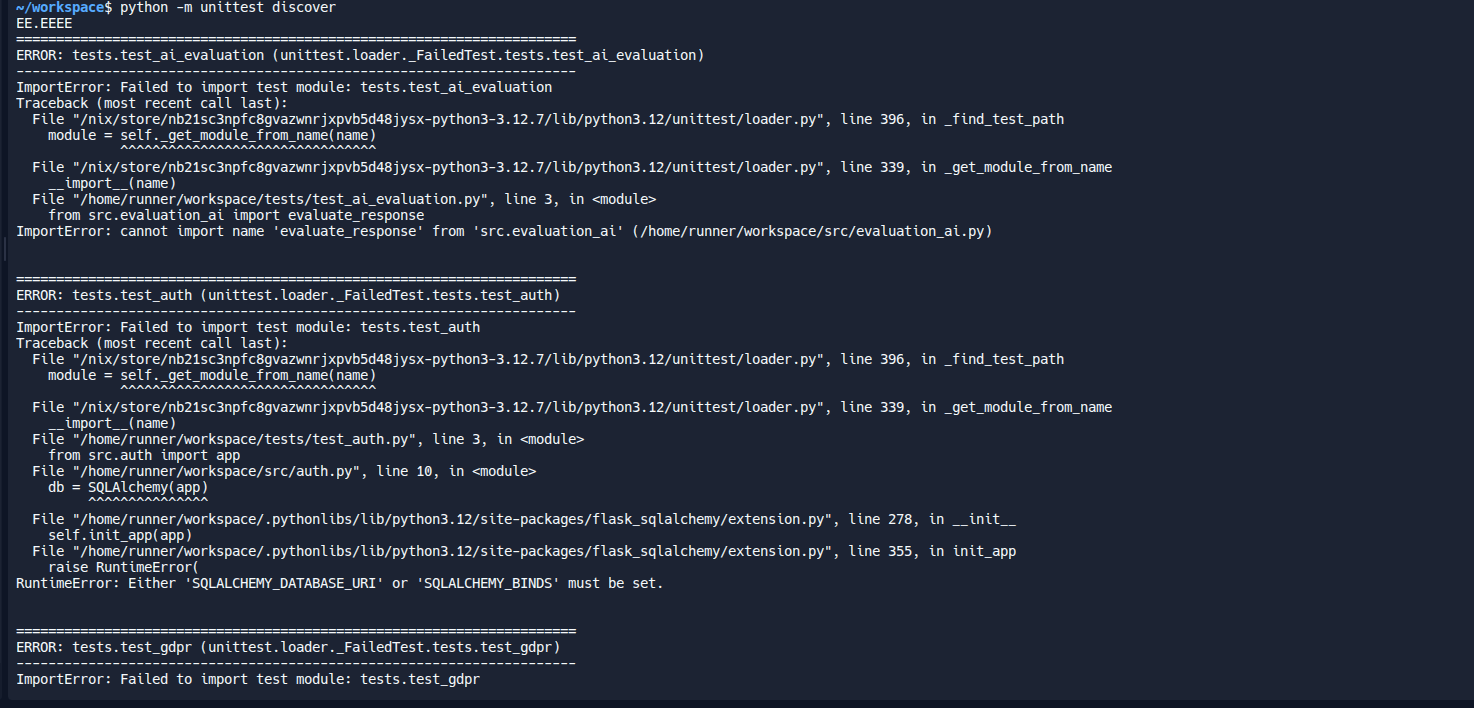 ~/workspace$ python -m unittest discover
EE.EEEE
======================================================================
ERROR: tests.test_ai_evaluation (unittest.loader._FailedTest.tests.test_ai_evaluation)
----------------------------------------------------------------------
ImportError: Failed to import test module: tests.test_ai_evaluation
Traceback (most recent call last):
  File "/nix/store/nb21sc3npfc8gvazwnrjxpvb5d48jysx-python3-3.12.7/lib/python3.12/unittest/loader.py", line 396, in _find_test_path
    module = self._get_module_from_name(name)
             ^^^^^^^^^^^^^^^^^^^^^^^^^^^^^^^^
  File "/nix/store/nb21sc3npfc8gvazwnrjxpvb5d48jysx-python3-3.12.7/lib/python3.12/unittest/loader.py", line 339, in _get_module_from_name
    __import__(name)
  File "/home/runner/workspace/tests/test_ai_evaluation.py", line 3, in <module>
    from src.evaluation_ai import evaluate_response
ImportError: cannot import name 'evaluate_response' from 'src.evaluation_ai' (/home/runner/workspace/src/evaluation_ai.py)


======================================================================
ERROR: tests.test_auth (unittest.loader._FailedTest.tests.test_auth)
----------------------------------------------------------------------
ImportError: Failed to import test module: tests.test_auth
Traceback (most recent call last):
  File "/nix/store/nb21sc3npfc8gvazwnrjxpvb5d48jysx-python3-3.12.7/lib/python3.12/unittest/loader.py", line 396, in _find_test_path
    module = self._get_module_from_name(name)
             ^^^^^^^^^^^^^^^^^^^^^^^^^^^^^^^^
  File "/nix/store/nb21sc3npfc8gvazwnrjxpvb5d48jysx-python3-3.12.7/lib/python3.12/unittest/loader.py", line 339, in _get_module_from_name
    __import__(name)
  File "/home/runner/workspace/tests/test_auth.py", line 3, in <module>
    from src.auth import app
  File "/home/runner/workspace/src/auth.py", line 10, in <module>
    db = SQLAlchemy(app)
         ^^^^^^^^^^^^^^^
  File "/home/runner/workspace/.pythonlibs/lib/python3.12/site-packages/flask_sqlalchemy/extension.py", line 278, in __init__
    self.init_app(app)
  File "/home/runner/workspace/.pythonlibs/lib/python3.12/site-packages/flask_sqlalchemy/extension.py", line 355, in init_app
    raise RuntimeError(
RuntimeError: Either 'SQLALCHEMY_DATABASE_URI' or 'SQLALCHEMY_BINDS' must be set.


======================================================================
ERROR: tests.test_gdpr (unittest.loader._FailedTest.tests.test_gdpr)
----------------------------------------------------------------------
ImportError: Failed to import test module: tests.test_gdpr